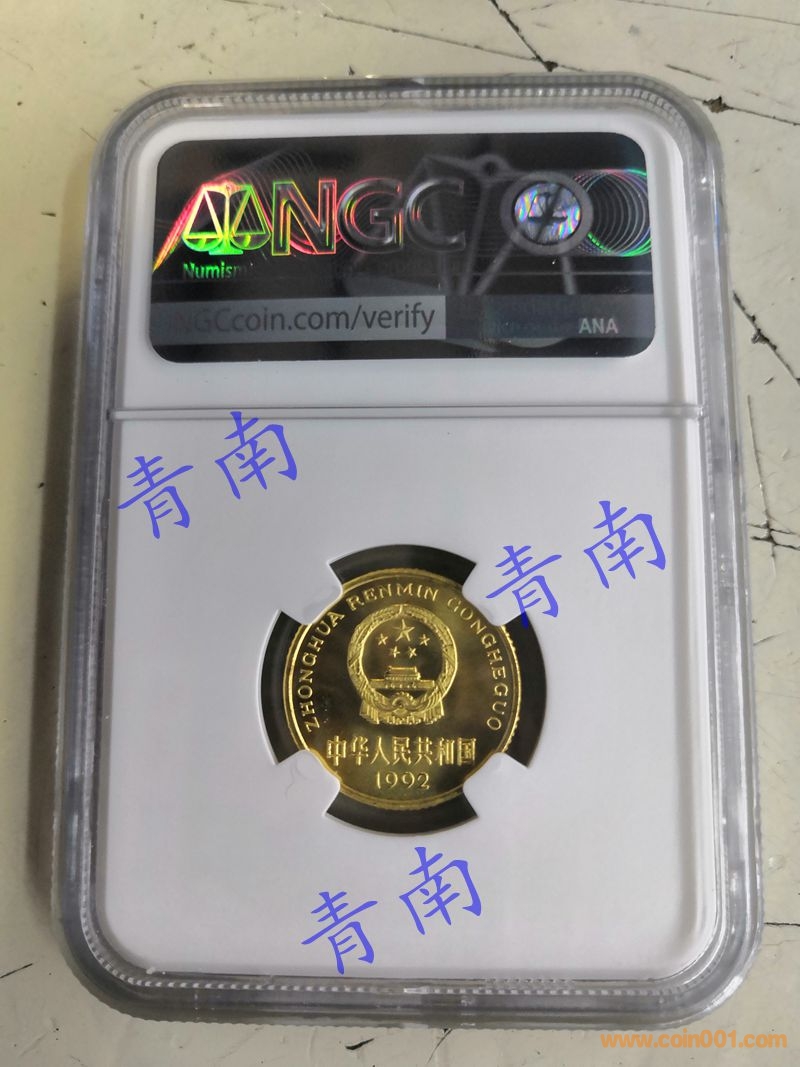 NGC
Numism
NGCcoin.com/verify
ANA
青南
青南
ZHONGHUA RENMIN GONGHEGUO
中华人民共和国
1992
青南
www.coin001.com